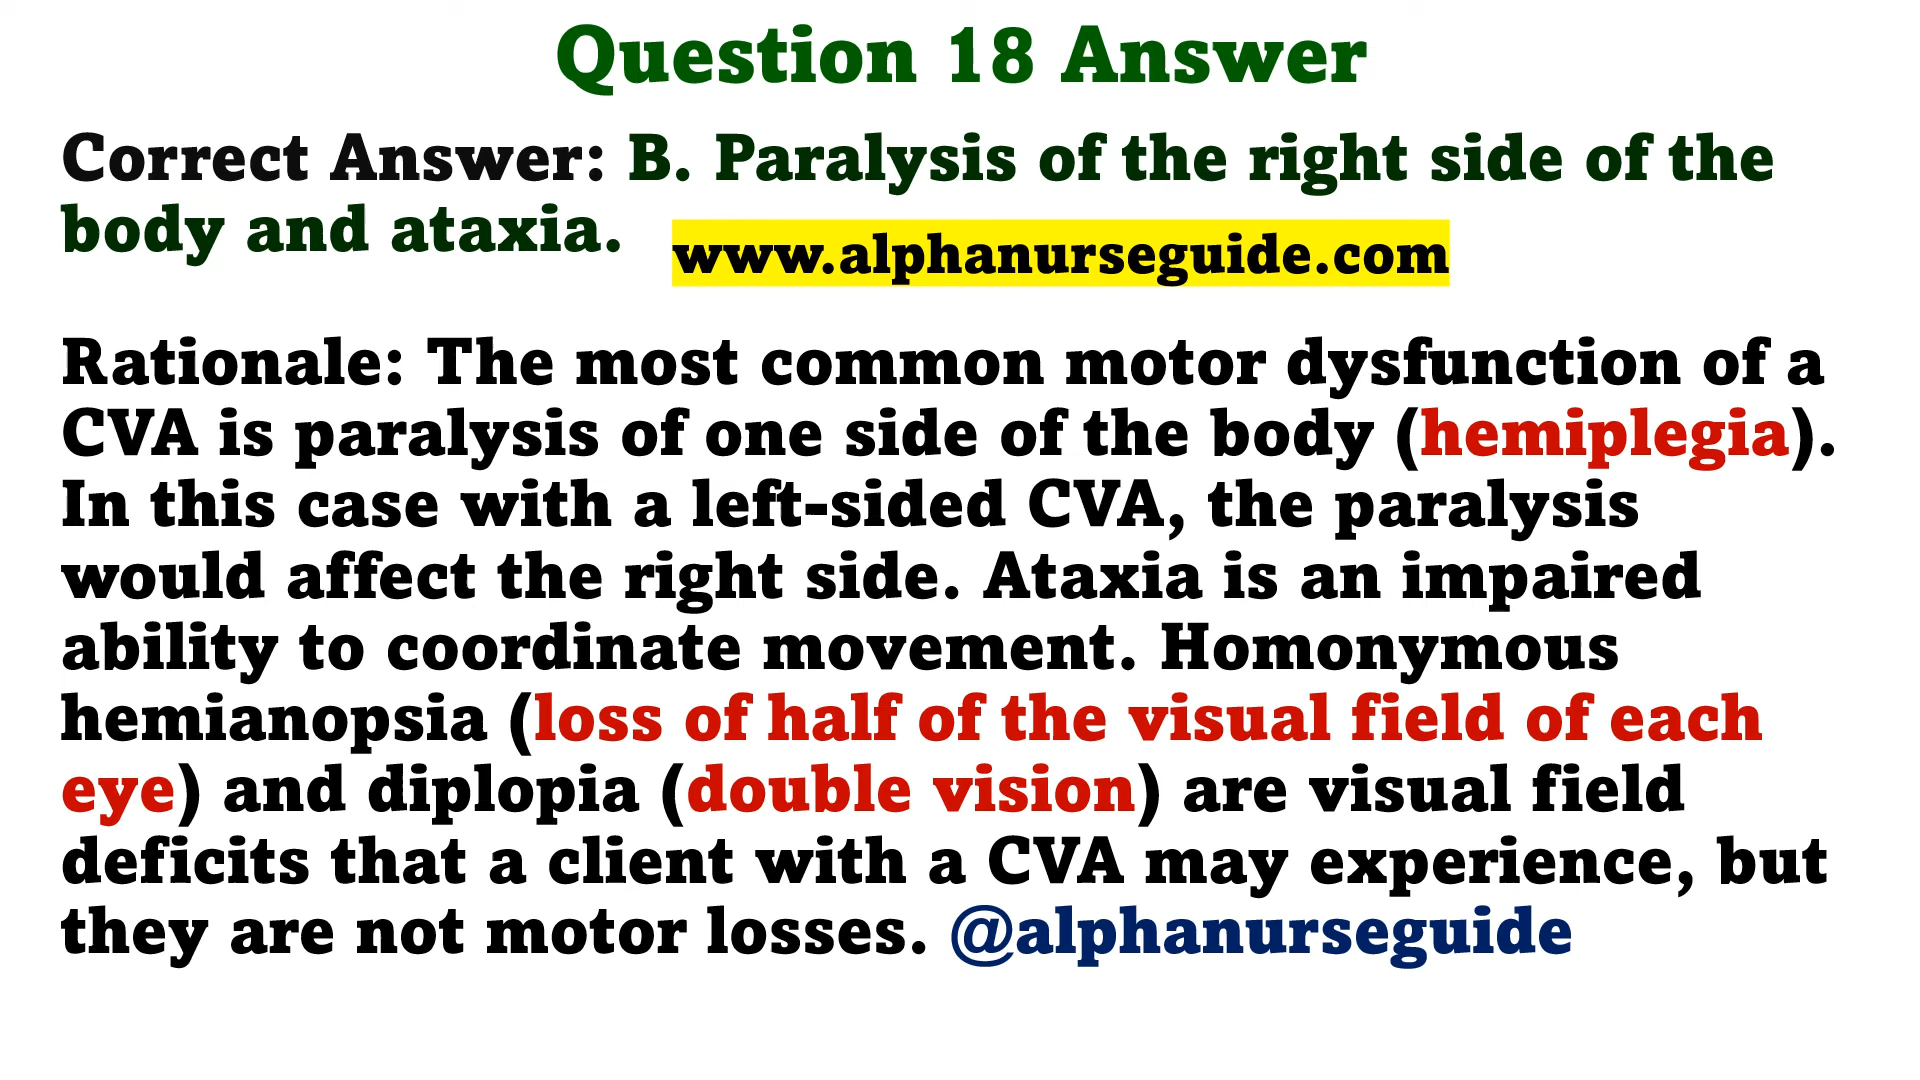 Question 18 Answer
Correct Answer: B. Paralysis of the right side of the
body and ataxia.
www.alphanurseguide.com
Rationale: The most common motor dysfunction of a
CVA is paralysis of one side of the body (hemiplegia).
In this case with a left-sided CVA, the paralysis
would affect the right side. Ataxia is an impaired
ability to coordinate movement. Homonymous
hemianopsia (loss of half of the visual field of each
eye) and diplopia (double vision) are visual field
deficits that a client with a CVA may experience, but
they are not motor losses. @alphanurseguide